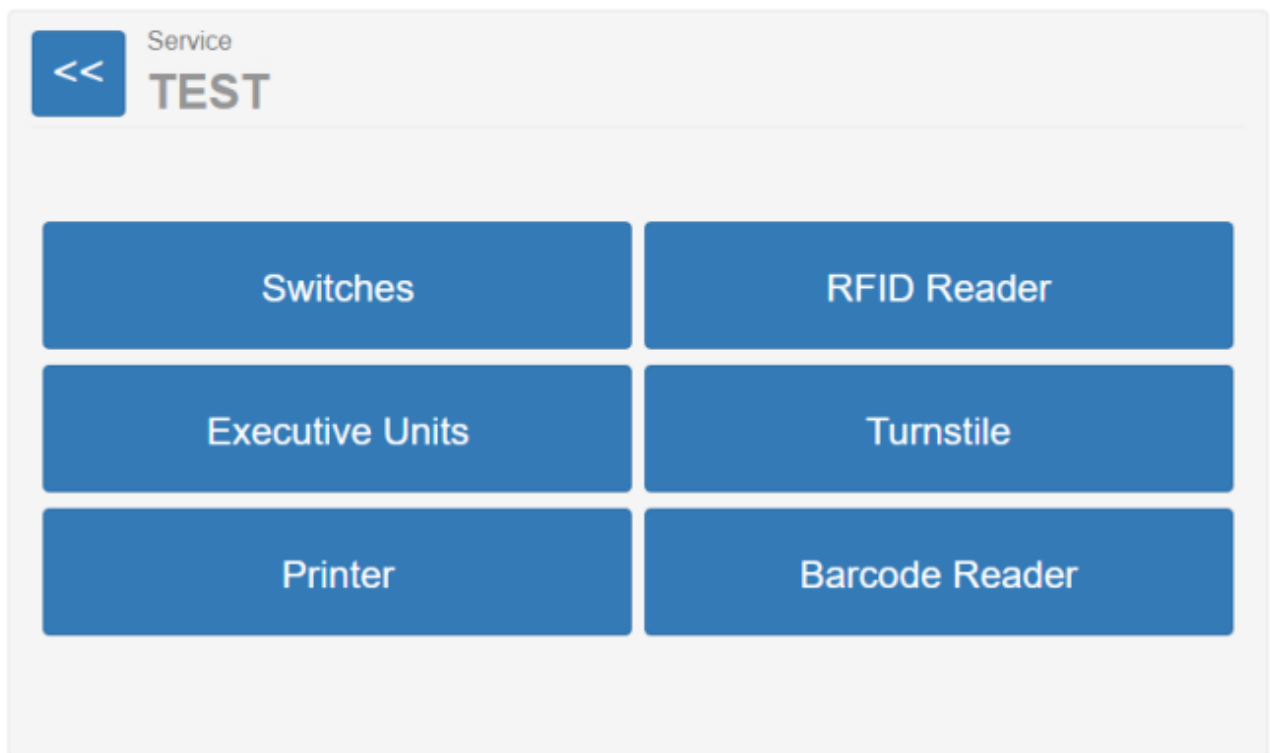 <<
Service
TEST
Switches
RFID Reader
Executive Units
Turnstile
Printer
Barcode Reader